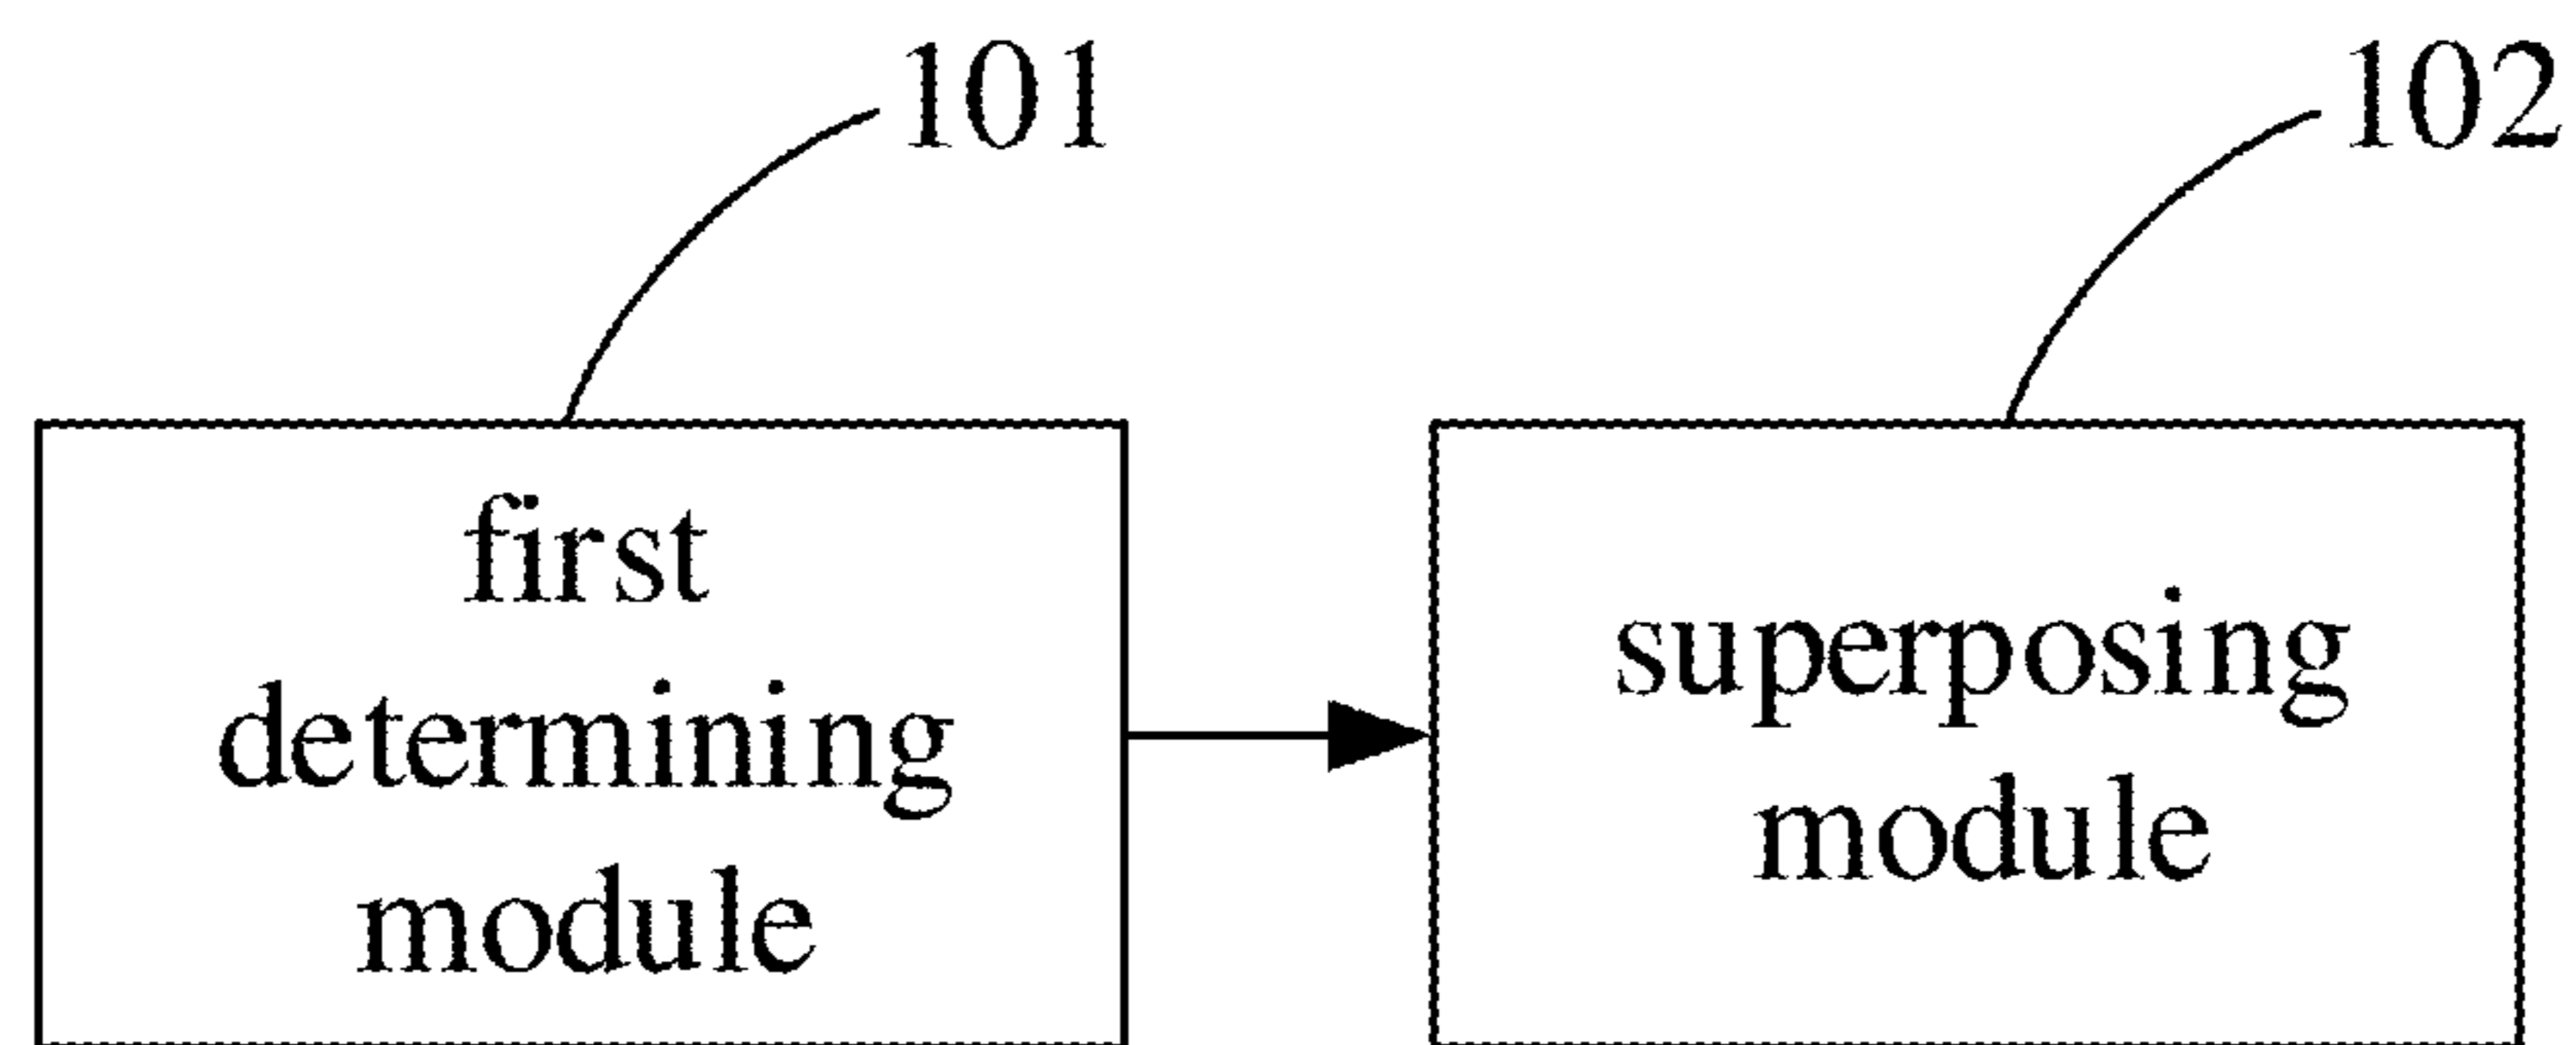 101
102
first
determining
module
superposing
module